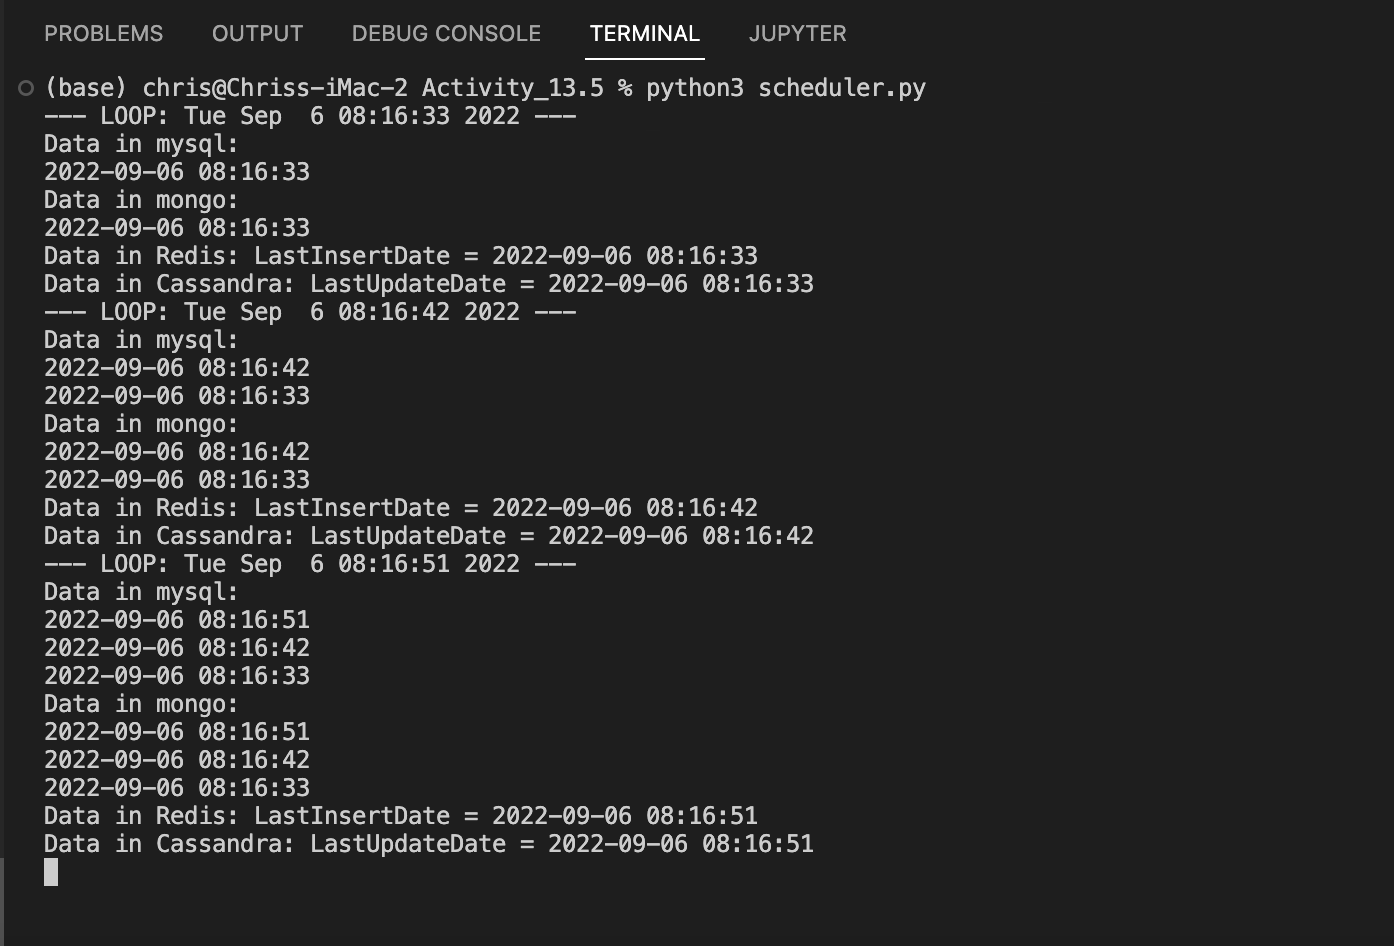 PROBLEMS OUTPUT DEBUG CONSOLE TERMINAL JUPYTER
(base) chris@Chriss-iMac-2 Activity_13.5 % python3 scheduler.py
--- LOOP: Tue Sep  6 08:16:33 2022 ---
Data in mysql:
2022-09-06 08:16:33
Data in mongo:
2022-09-06 08:16:33
Data in Redis: LastInsertDate = 2022-09-06 08:16:33
Data in Cassandra: LastUpdateDate = 2022-09-06 08:16:33
--- LOOP: Tue Sep  6 08:16:42 2022 ---
Data in mysql:
2022-09-06 08:16:42
2022-09-06 08:16:33
Data in mongo:
2022-09-06 08:16:42
2022-09-06 08:16:33
Data in Redis: LastInsertDate = 2022-09-06 08:16:42
Data in Cassandra: LastUpdateDate = 2022-09-06 08:16:42
--- LOOP: Tue Sep  6 08:16:51 2022 ---
Data in mysql:
2022-09-06 08:16:51
2022-09-06 08:16:42
2022-09-06 08:16:33
Data in mongo:
2022-09-06 08:16:51
2022-09-06 08:16:42
2022-09-06 08:16:33
Data in Redis: LastInsertDate = 2022-09-06 08:16:51
Data in Cassandra: LastUpdateDate = 2022-09-06 08:16:51